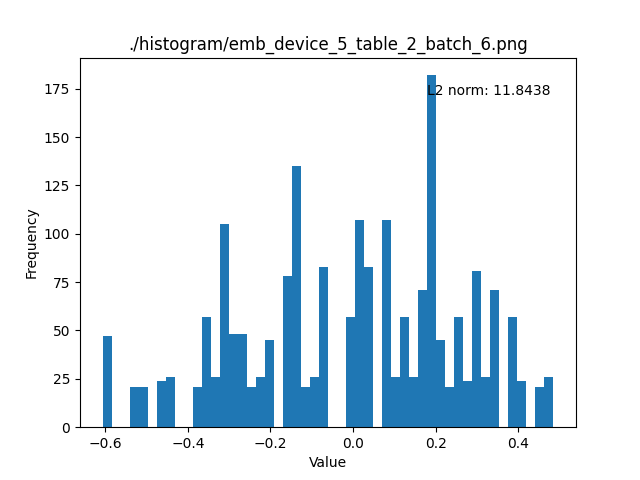 ./histogram/emb_device_5_table_2_batch_6.png
L2 norm: 11.8438
175
150
125
100
75
50
25
0
Frequency
−0.6 −0.4 −0.2 0.0 0.2 0.4
Value